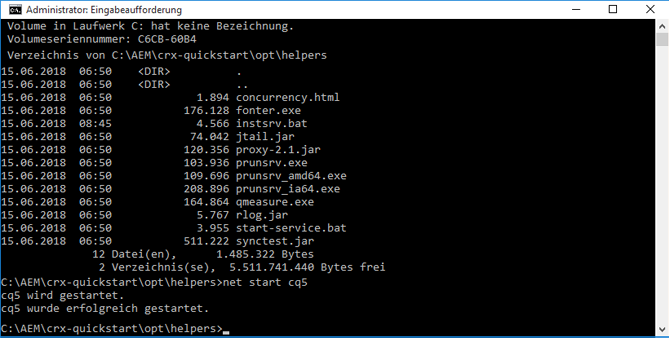 Administrator: Eingabeaufforderung
Volume in Laufwerk C: hat keine Bezeichnung.
Volumeseriennummer: C6CB-60B4
Verzeichnis von C:\AEM\crx-quickstart\opt\helpers
15.06.2018  06:50    <DIR>          .
15.06.2018  06:50    <DIR>          ..
15.06.2018  06:50             1.894 concurrency.html
15.06.2018  06:50           176.128 fonter.exe
15.06.2018  08:45             4.566 instsrv.bat
15.06.2018  06:50            74.042 jtail.jar
15.06.2018  06:50           120.356 proxy-2.1.jar
15.06.2018  06:50           103.936 prunsrv.exe
15.06.2018  06:50           109.696 prunsrv_amd64.exe
15.06.2018  06:50           208.896 prunsrv_ia64.exe
15.06.2018  06:50           164.864 qmeasure.exe
15.06.2018  06:50             5.767 rlog.jar
15.06.2018  06:50             3.955 start-service.bat
15.06.2018  06:50           511.222 synctest.jar
12 Datei(en),      1.485.322 Bytes
2 Verzeichnis(se),  5.511.741.440 Bytes frei
C:\AEM\crx-quickstart\opt\helpers>net start cq5
cq5 wird gestartet.
cq5 wurde erfolgreich gestartet.
C:\AEM\crx-quickstart\opt\helpers>_